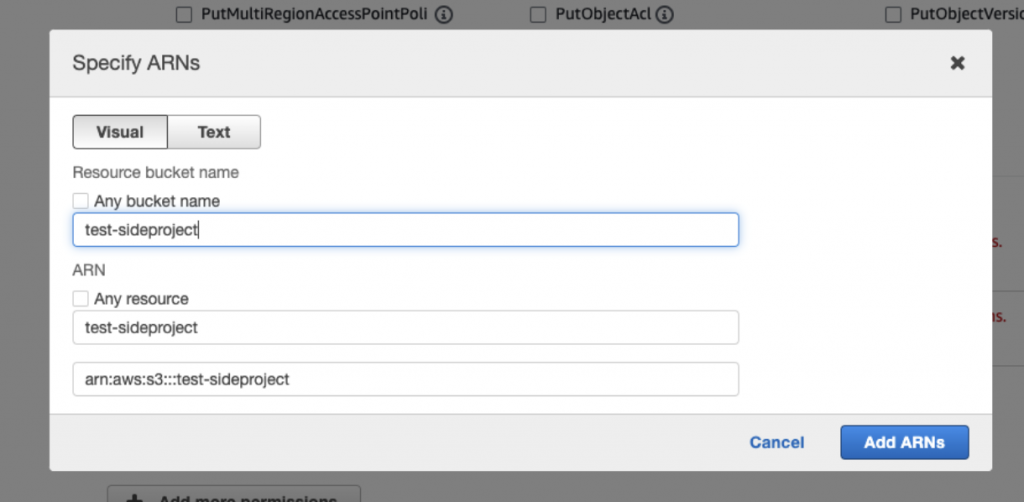 PutMultiRegionAccessPointPoli PutObjectAcl PutObjectVersio
Specify ARNs
Visual Text
Resource bucket name
Any bucket name
test-sideproject
s.
ARN
Any resource
test-sideproject
ns.
arn:aws:s3:::test-sideproject
Cancel Add ARNs
Add more permissions